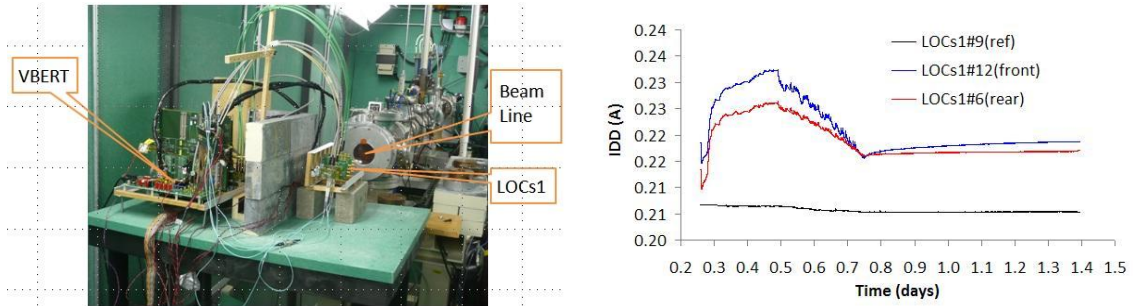 VBERT
Beam
Line
LOCs1
LOCs1#9(ref)
LOCs1#12(front)
LOCs1#6(rear)
IDD (A)
0.24
0.23
0.23
0.22
0.22
0.21
0.21
0.20
0.2 0.3 0.4 0.5 0.6 0.7 0.8 0.9 1.0 1.1 1.2 1.3 1.4 1.5
Time (days)